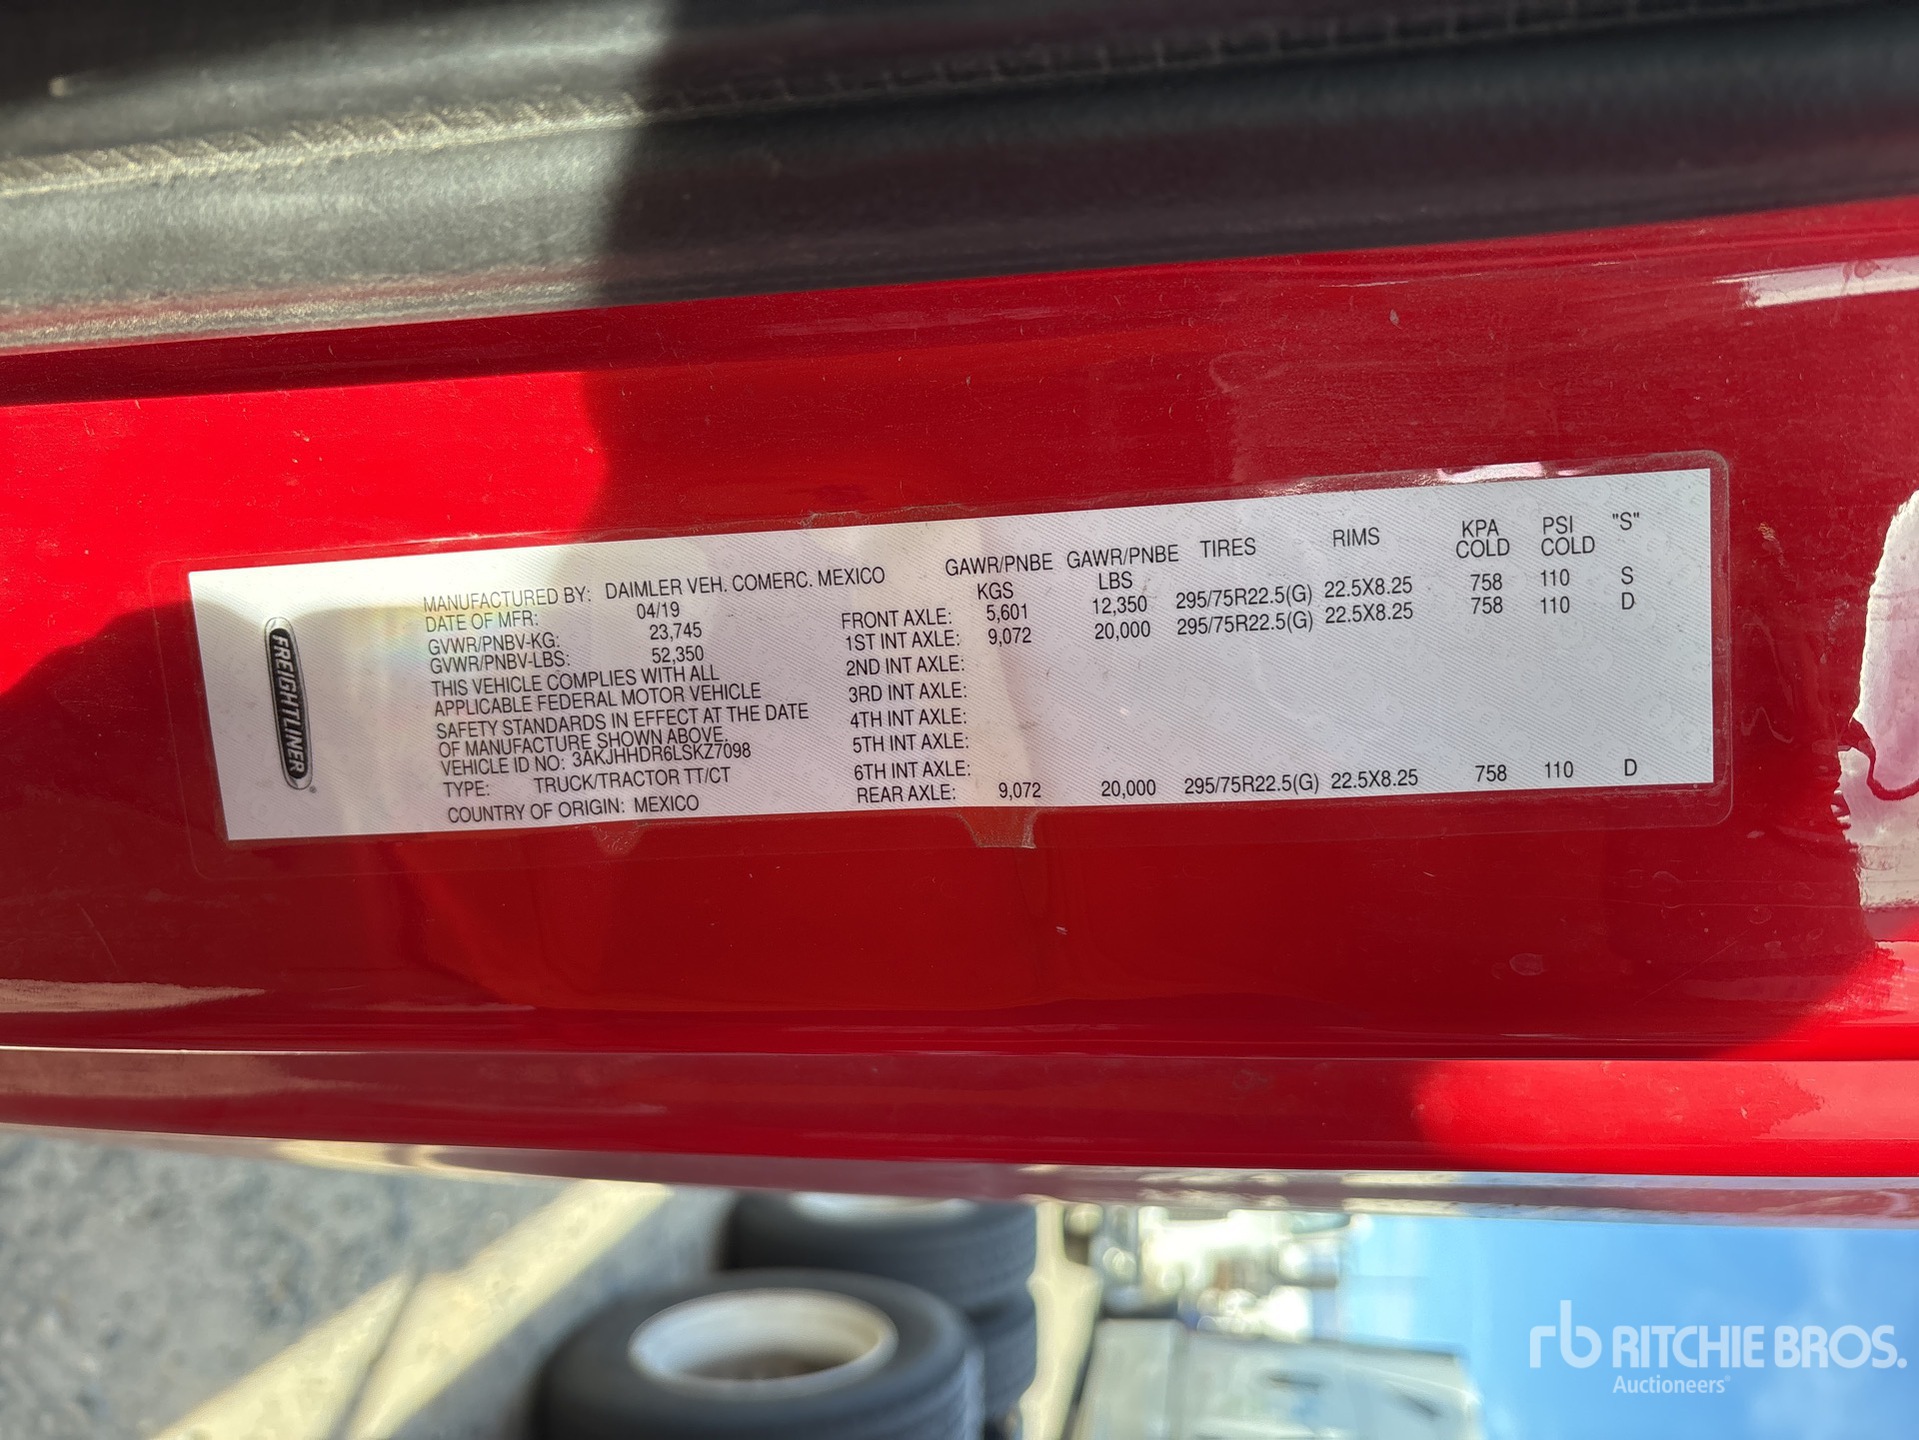 FREIGHTLINER
MANUFACTURED BY: DAIMLER VEH. COMERC. MEXICO
DATE OF MFR: 04/19
GVWR/PNBV-KG: 23,745
GVWR/PNBV-LBS: 52,350
THIS VEHICLE COMPLIES WITH ALL
APPLICABLE FEDERAL MOTOR VEHICLE
SAFETY STANDARDS IN EFFECT AT THE DATE
OF MANUFACTURE SHOWN ABOVE.
VEHICLE ID NO: 3AKJHHDR6LSKZ7098
TYPE: TRUCK/TRACTOR TT/CT
COUNTRY OF ORIGIN: MEXICO
GAWR/PNBE KGS GAWR/PNBE LBS TIRES RIMS KPA COLD PSI COLD "S"
FRONT AXLE: 5,601 12,350 295/75R22.5(G) 22.5X8.25 758 110 S
1ST INT AXLE: 9,072 20,000 295/75R22.5(G) 22.5X8.25 758 110 D
2ND INT AXLE:
3RD INT AXLE:
4TH INT AXLE:
5TH INT AXLE:
6TH INT AXLE:
REAR AXLE: 9,072 20,000 295/75R22.5(G) 22.5X8.25 758 110 D
rb RITCHIE BROS.
Auctioneers